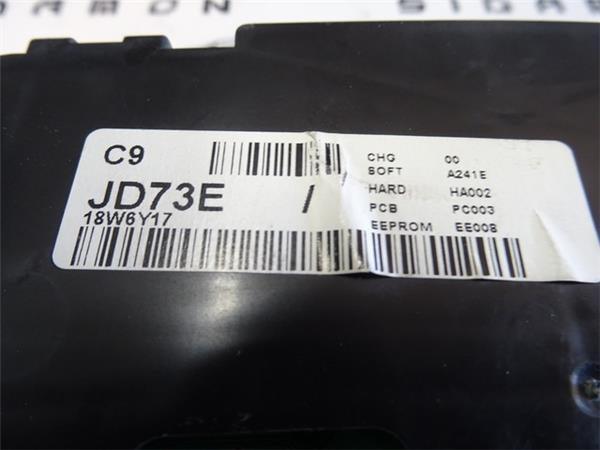 C9
JD73E /
18W6Y17
CHG 00
SOFT A241E
HARD HA002
PCB PC003
EEPROM EE008